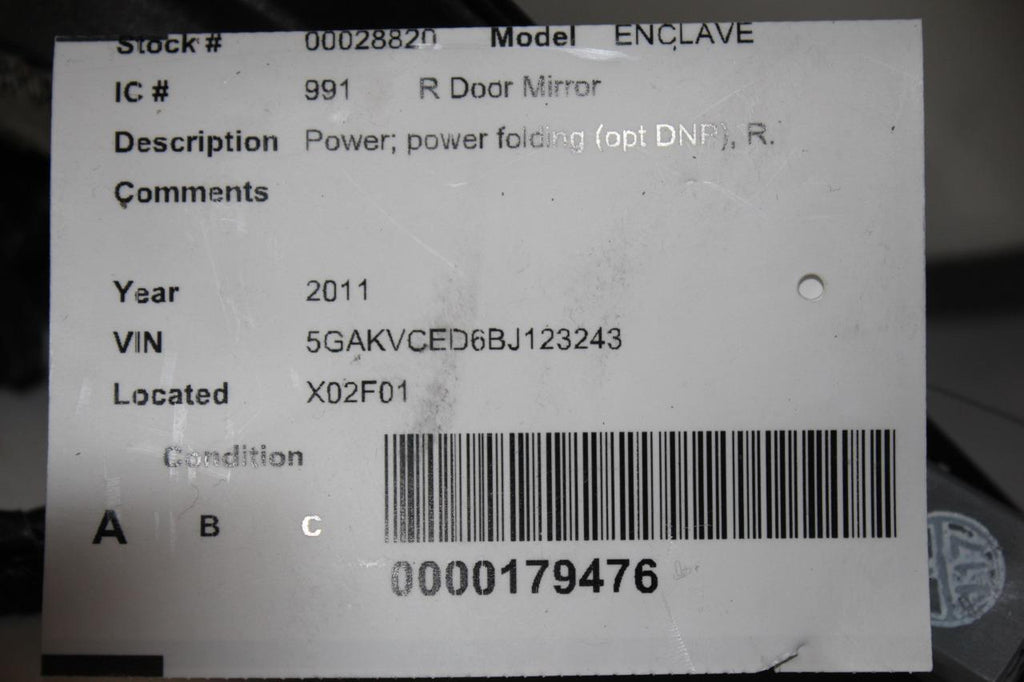 Stock # 00028820 Model ENCLAVE
IC # 991 R Door Mirror
Description Power; power folding (opt DNP), R.
Comments
Year 2011
VIN 5GAKVCED6BJ123243
Located X02F01
Condition
A B C
0000179476